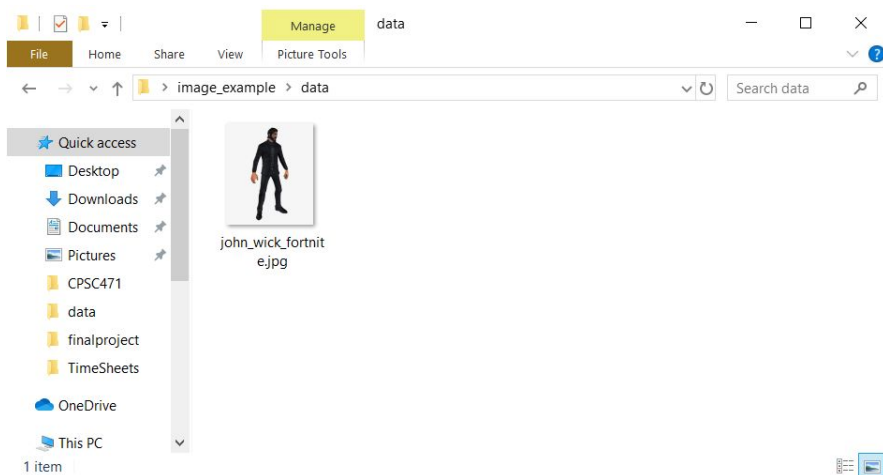 Manage
data
File
Home
Share
View
Picture Tools
image_example > data
Search data
Quick access
Desktop
Downloads
Documents
Pictures
CPSC471
data
finalproject
TimeSheets
OneDrive
This PC
john_wick_fortnit
e.jpg
1 item